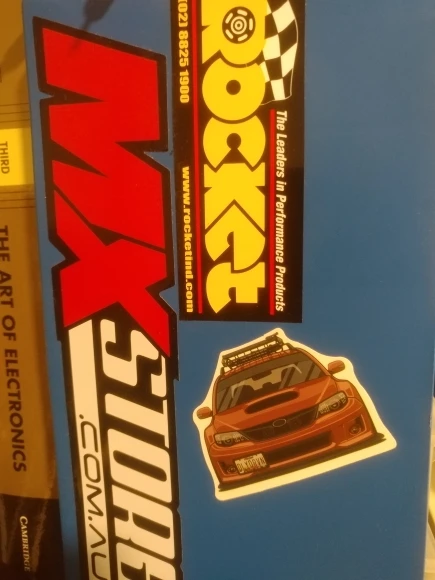 ROCKET
The Leaders in Performance Products
(02) 8825 1900
www.rocketind.com
MX
STORE
.COM.AU
THIRD
THE ART OF ELECTRONICS
CAMBRIDGE